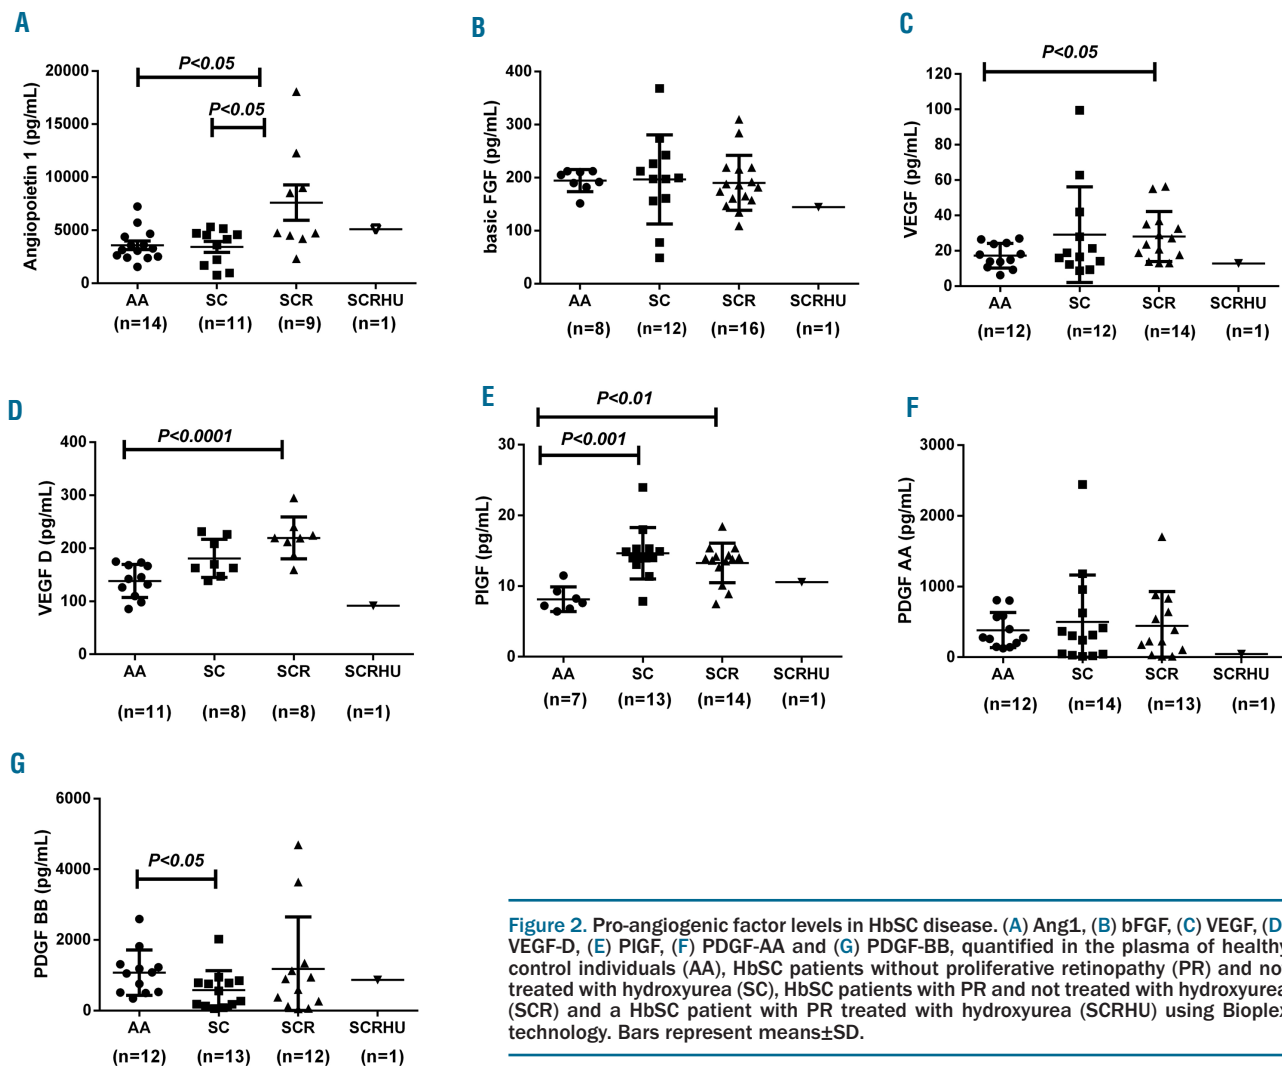 A
Angiopoietin 1 (pg/mL)
20000
15000
10000
5000
0
P<0.05
P<0.05
AA SC SCR SCRHU
(n=14) (n=11) (n=9) (n=1)
B
basic FGF (pg/mL)
400
300
200
100
0
AA SC SCR SCRHU
(n=8) (n=12) (n=16) (n=1)
C
VEGF (pg/mL)
120
100
80
60
40
20
0
P<0.05
AA SC SCR SCRHU
(n=12) (n=12) (n=14) (n=1)
D
VEGF D (pg/mL)
400
300
200
100
0
P<0.0001
AA SC SCR SCRHU
(n=11) (n=8) (n=8) (n=1)
E
PlGF (pg/mL)
30
20
10
0
P<0.01
P<0.001
AA SC SCR SCRHU
(n=7) (n=13) (n=14) (n=1)
F
PDGF AA (pg/mL)
3000
2000
1000
0
AA SC SCR SCRHU
(n=12) (n=14) (n=13) (n=1)
G
PDGF BB (pg/mL)
6000
4000
2000
0
P<0.05
AA SC SCR SCRHU
(n=12) (n=13) (n=12) (n=1)
Figure 2. Pro-angiogenic factor levels in HbSC disease. (A) Ang1, (B) bFGF, (C) VEGF, (D
VEGF-D, (E) PlGF, (F) PDGF-AA and (G) PDGF-BB, quantified in the plasma of healthy
control individuals (AA), HbSC patients without proliferative retinopathy (PR) and no
treated with hydroxyurea (SC), HbSC patients with PR and not treated with hydroxyurea
(SCR) and a HbSC patient with PR treated with hydroxyurea (SCRHU) using Bioplex
technology. Bars represent means±SD.